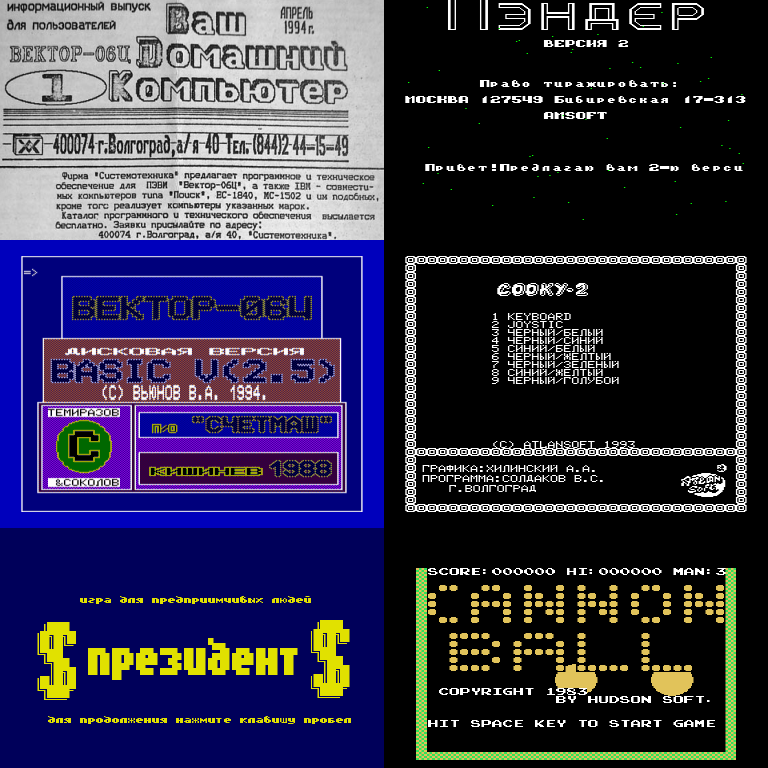 информационный выпуск
для пользователей
ВЕКТОР-06Ц
1
Ваш
Домашний
Компьютер
АПРЕЛЬ
1994г.
400074 г.Волгоград, а/я 40 Тел.(844)2-44-15-49
Фирма "Системотехника" предлагает программное и техническое
обеспечение для ПЭВМ "Вектор-06Ц", а также IBM - совмести-
мых компьютеров типа "Поиск", ЕС-1840, МС-1502 и им подобных,
кроме того реализует компьютеры указанных марок.
Каталог программного и технического обеспечения высылается
бесплатно. Заявки присылайте по адресу:
400074 г.Волгоград, а/я 40, "Системотехника".
ПЭНДЕР
ВЕРСИЯ 2
Право тиражировать:
МОСКВА 127549 Бибиревская 17-313
AMSOFT
Привет!Предлагаю вам 2-ю верси
=>
ВЕКТОР-06Ц
ДИСКОВАЯ ВЕРСИЯ
BASIC V(2.5)
(C) ВЬЮНОВ В.А. 1994.
ТЕМИРАЗОВ
C
&СОКОЛОВ
П/О "СЧЕТМАШ"
КИШИНЕВ 1988
COOKY-2
1 KEYBOARD
2 JOYSTIC
3 ЧЕРНЫЙ/БЕЛЫЙ
4 ЧЕРНЫЙ/СИНИЙ
5 СИНИЙ/БЕЛЫЙ
6 ЧЕРНЫЙ/ЖЕЛТЫЙ
7 ЧЕРНЫЙ/ЗЕЛЕНЫЙ
8 СИНИЙ/ЖЕЛТЫЙ
9 ЧЕРНЫЙ/ГОЛУБОЙ
(C) ATLANSOFT 1993
ГРАФИКА:ХИЛИНСКИЙ А.А.
ПРОГРАММА:СОЛДАКОВ В.С.
Г.ВОЛГОГРАД
игра для предприимчивых людей
$ президент $
для продолжения нажмите клавишу пробел
SCORE:000000 HI:000000 MAN:3
CANNON
BALL
COPYRIGHT 1983
BY HUDSON SOFT.
HIT SPACE KEY TO START GAME